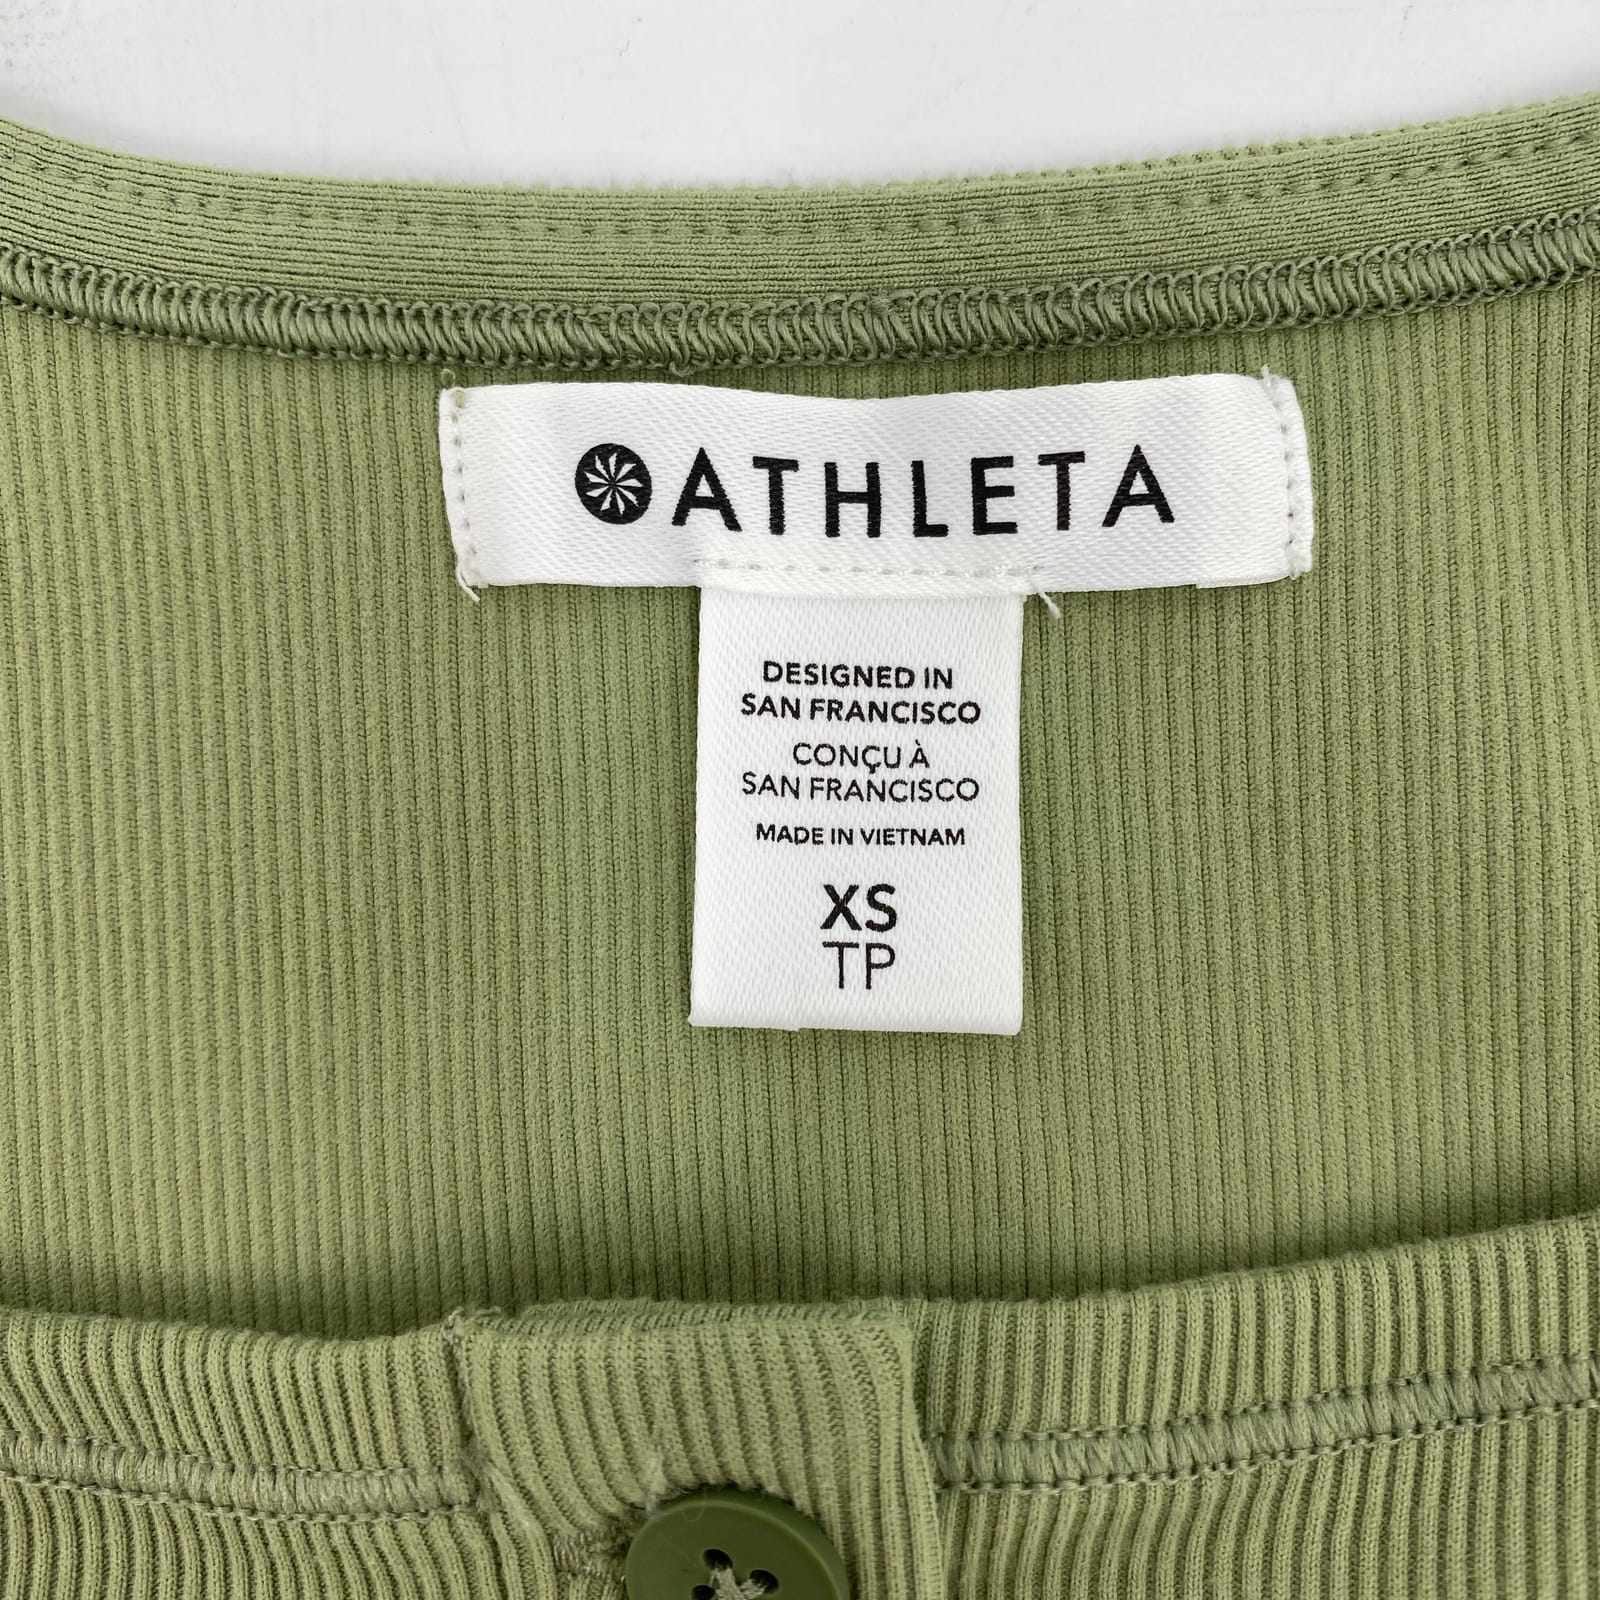 ATHLETA
DESIGNED IN
SAN FRANCISCO
CONÇU À
SAN FRANCISCO
MADE IN VIETNAM
XS
TP